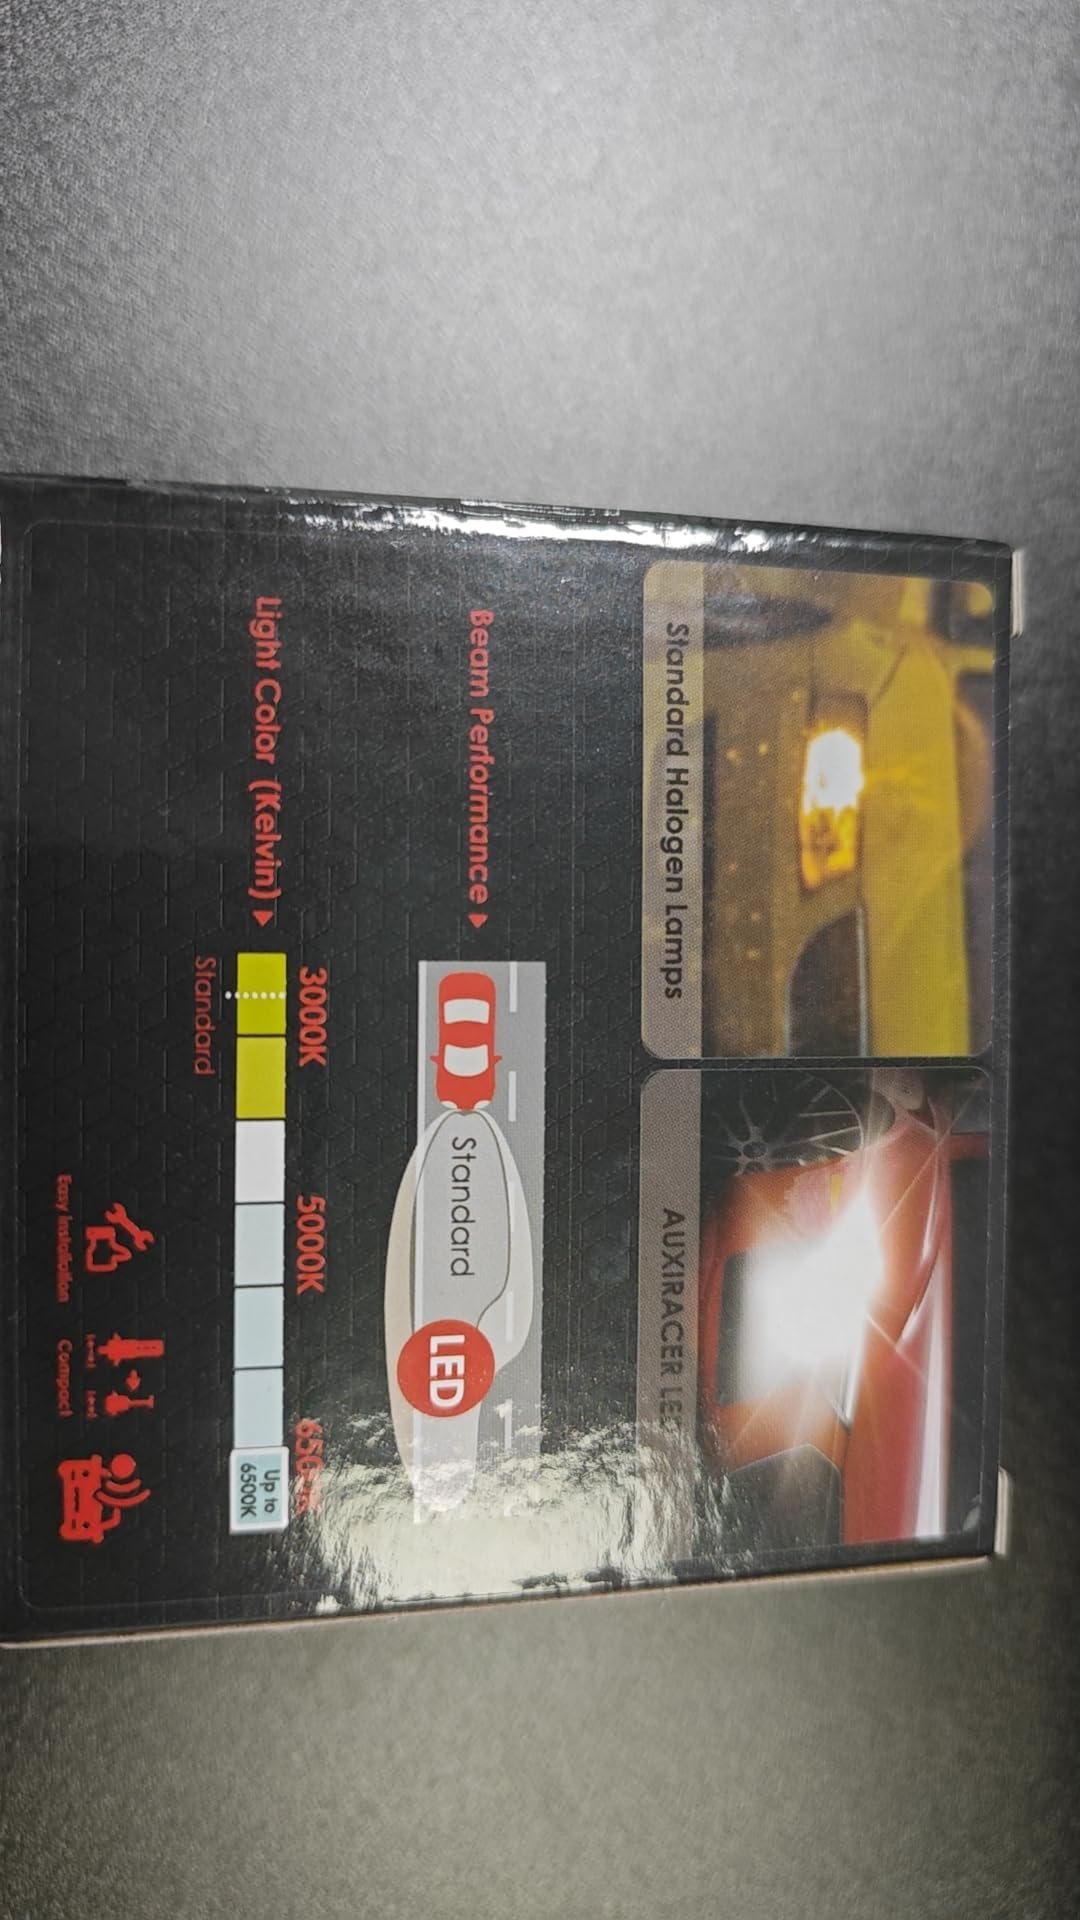 Standard Halogen Lamps
AUXIRACER LED
Beam Performance
Standard
LED
3000K
5000K
Light Color (Kelvin)
Up to
6500K
Standard
Easy Installation
Compact